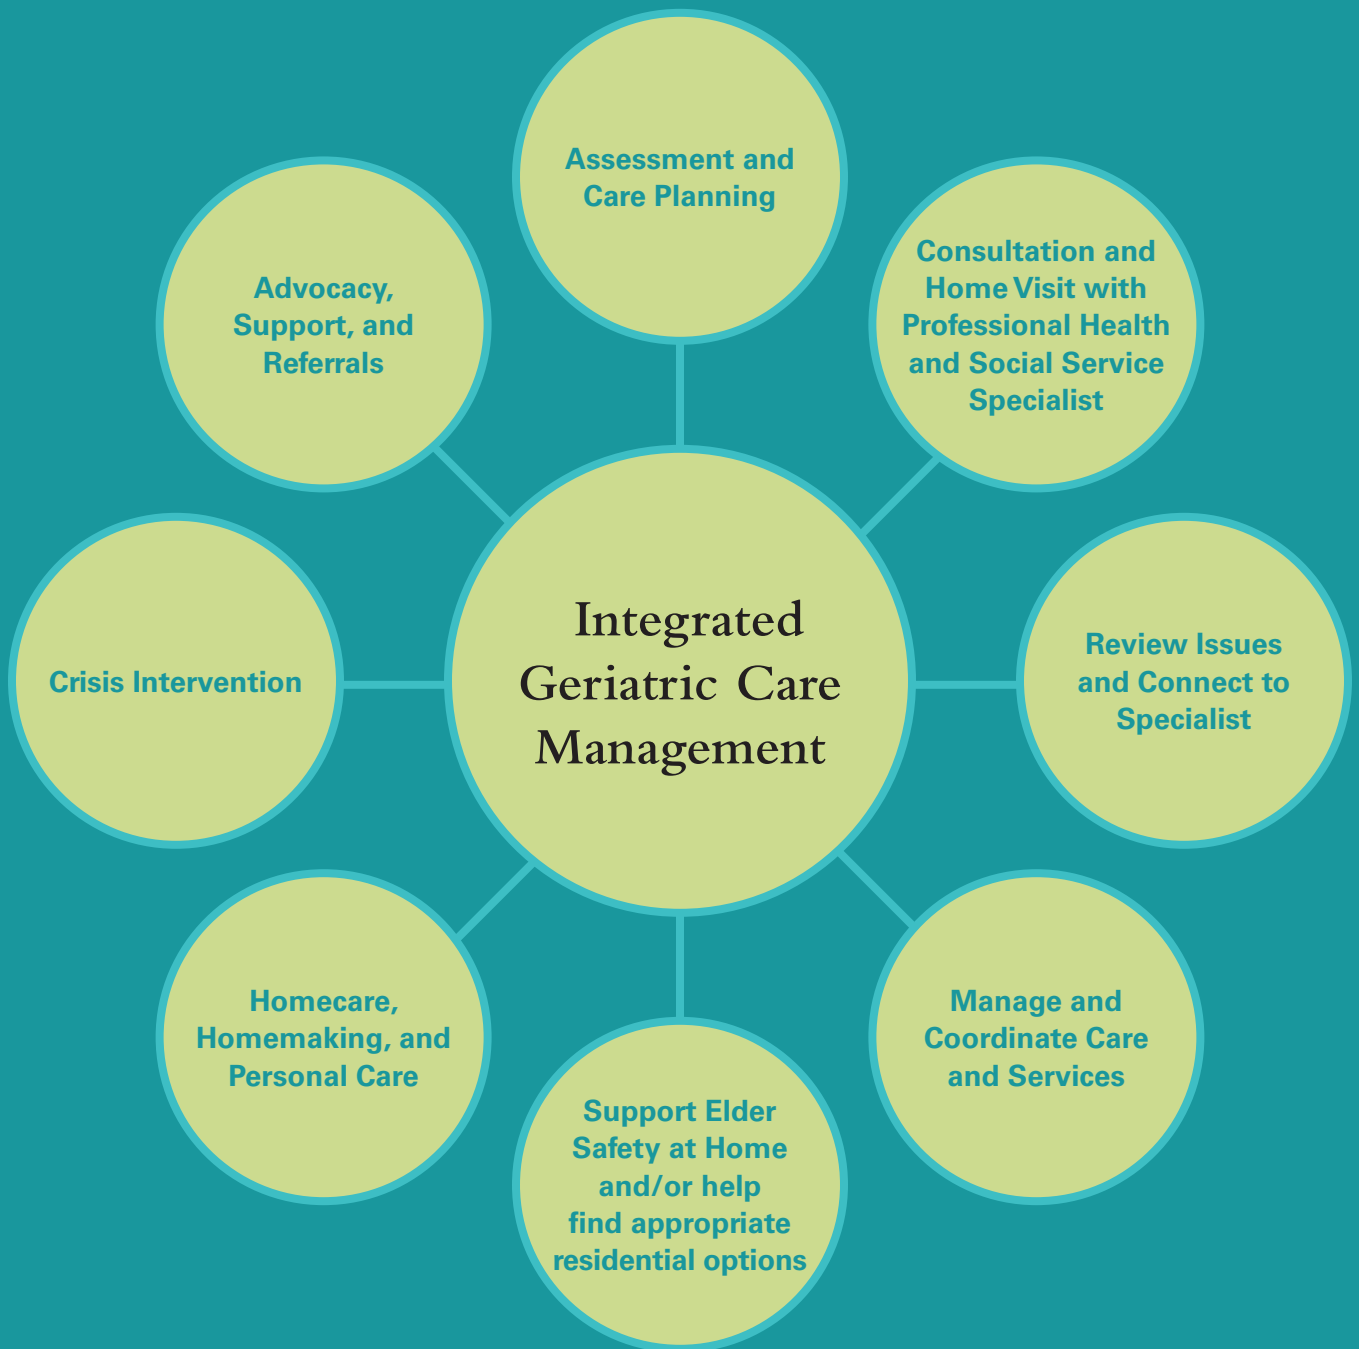 Assessment and
Care Planning
Consultation and
Home Visit with
Professional Health
and Social Service
Specialist
Review Issues
and Connect to
Specialist
Manage and
Coordinate Care
and Services
Support Elder
Safety at Home
and/or help
find appropriate
residential options
Homecare,
Homemaking, and
Personal Care
Crisis Intervention
Advocacy,
Support, and
Referrals
Integrated
Geriatric Care
Management